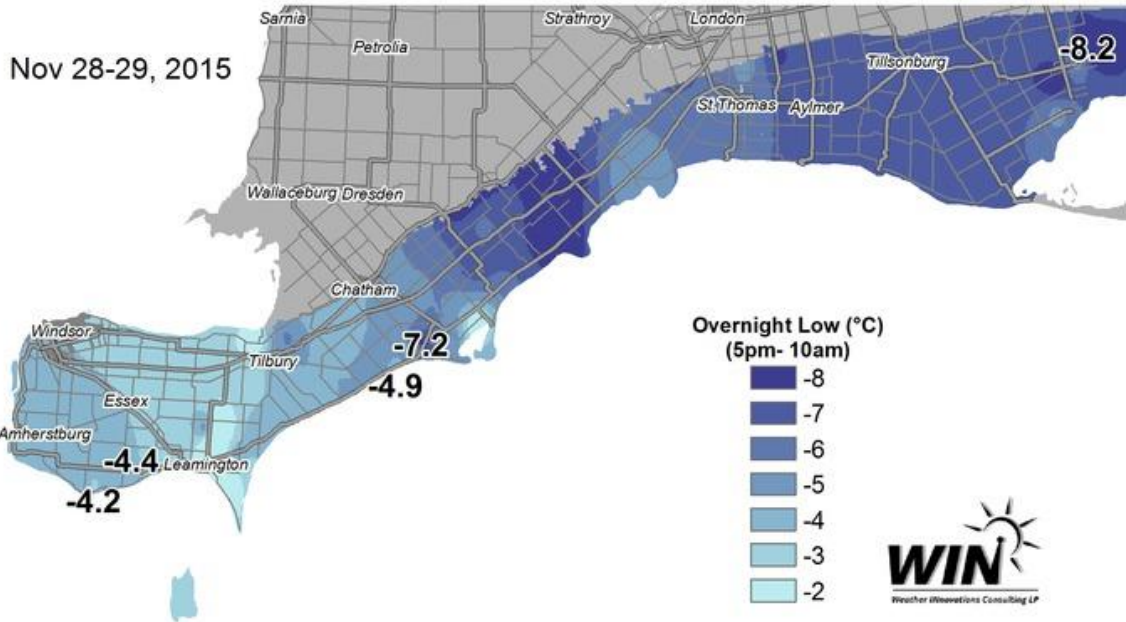 Sarnia
Strathroy
London
Petrolia
Nov 28-29, 2015
-8.2
Tillsonburg
St. Thomas
Aylmer
Wallaceburg
Dresden
Chatham
Windsor
-7.2
Tilbury
-4.9
Essex
Amherstburg
-4.4
Leamington
-4.2
Overnight Low (°C)
(5pm- 10am)
-8
-7
-6
-5
-4
-3
-2
WIN
Weather INnovations Consulting LP